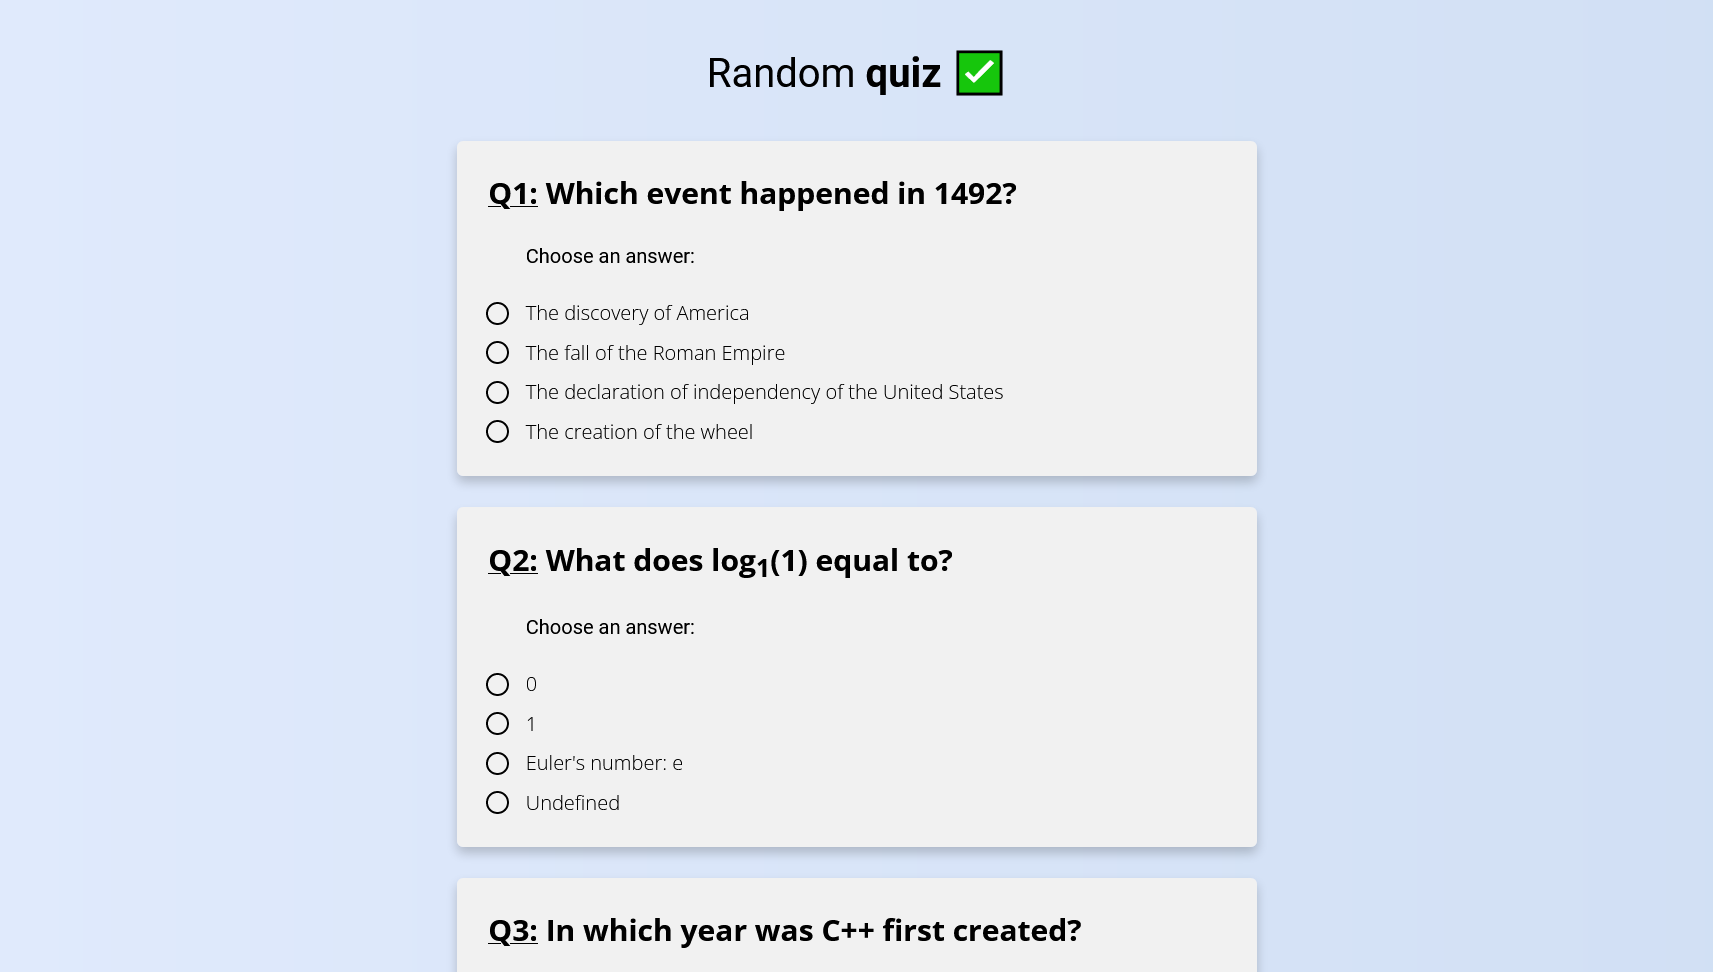 Random quiz
Q1: Which event happened in 1492?
Choose an answer:
The discovery of America
The fall of the Roman Empire
The declaration of independency of the United States
The creation of the wheel
Q2: What does log₁(1) equal to?
Choose an answer:
0
1
Euler's number: e
Undefined
Q3: In which year was C++ first created?